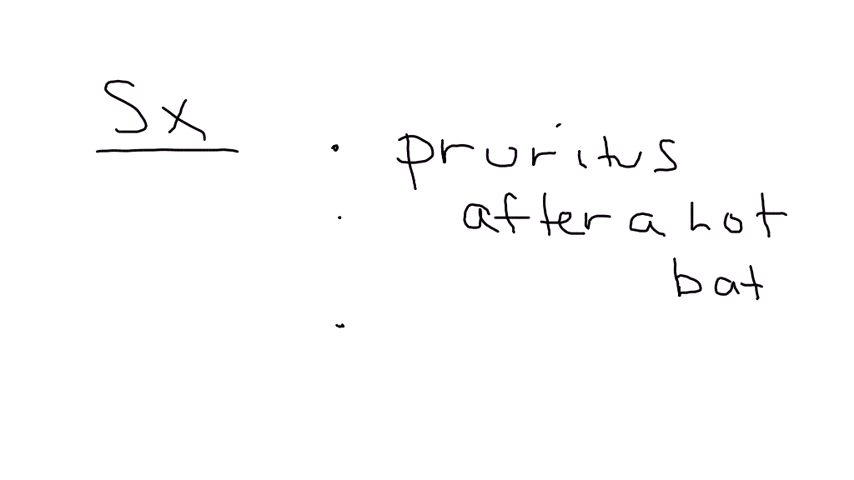 Sx
• pruritus
after a hot
bat